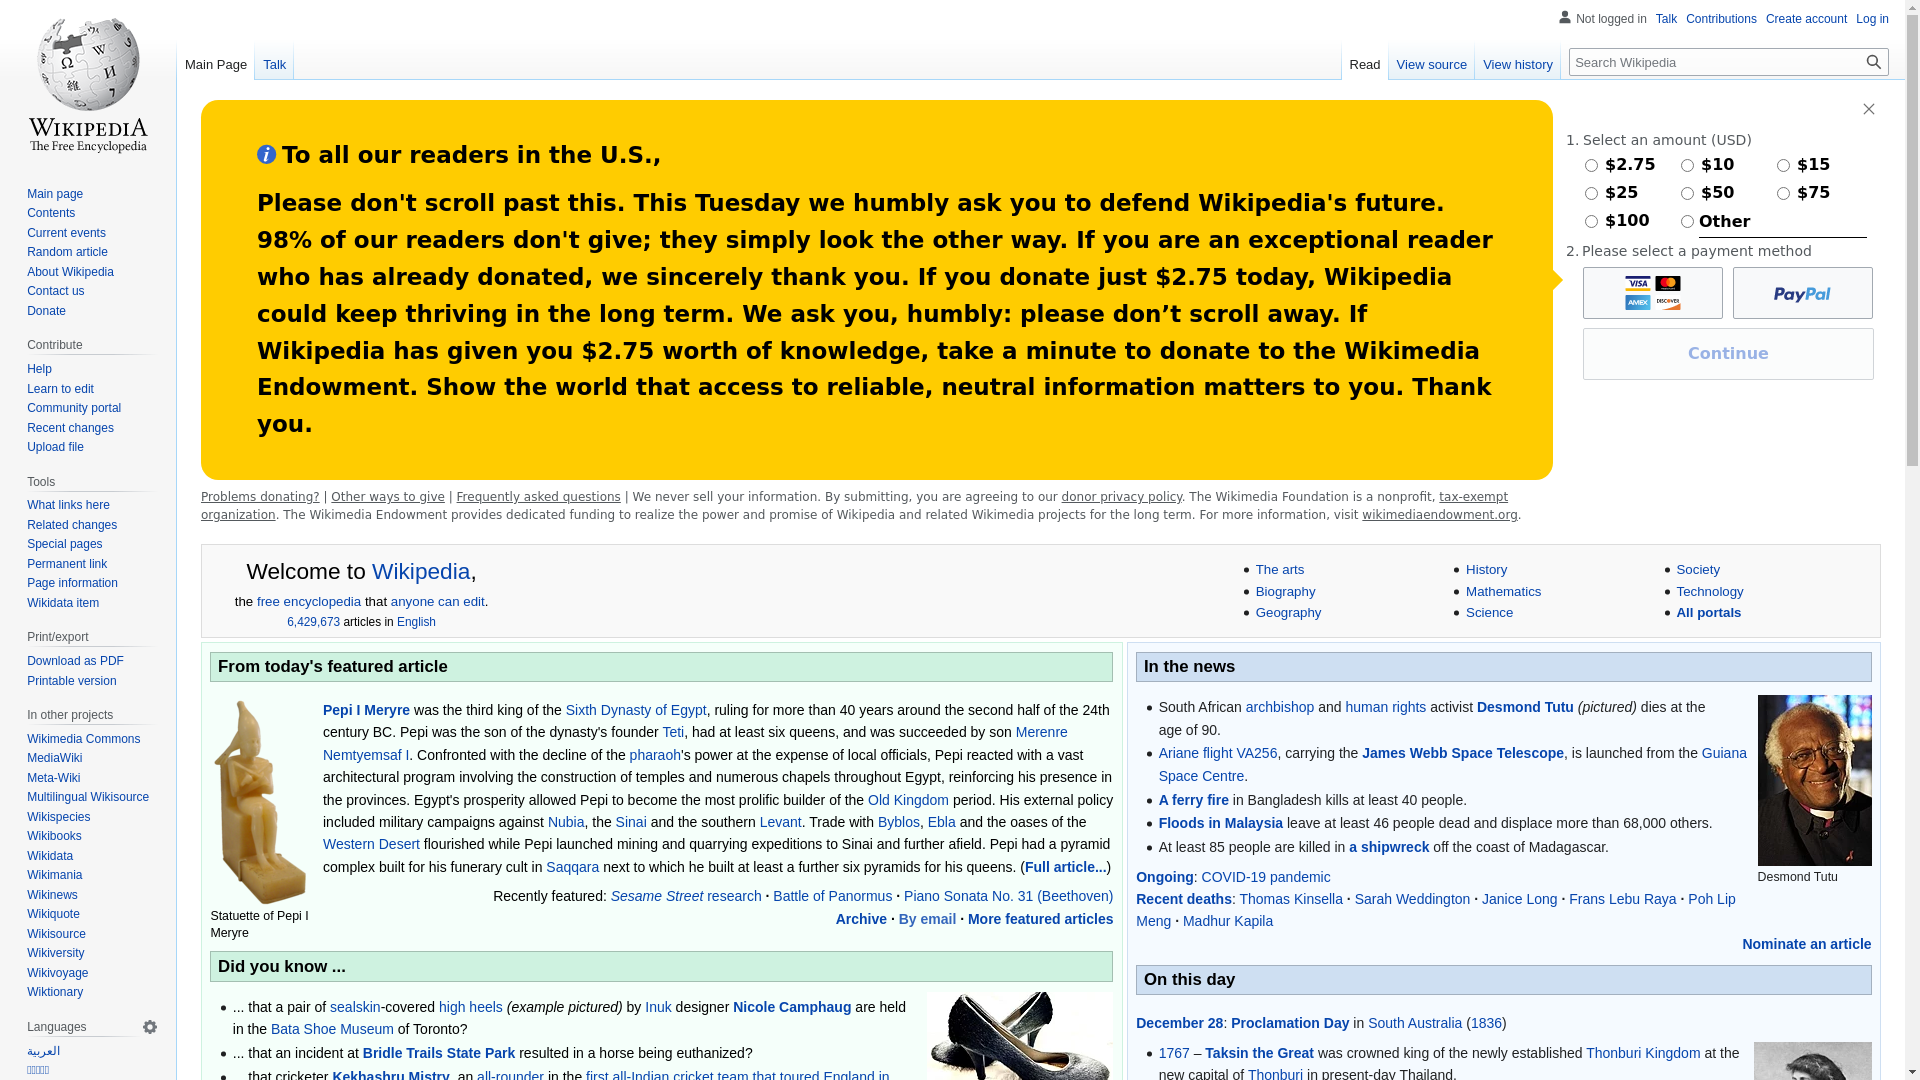 Not logged in Talk Contributions Create account Log in
WIKIPEDIA
The Free Encyclopedia
Main Page Talk Read View source View history Search Wikipedia
Main page
Contents
Current events
Random article
About Wikipedia
Contact us
Donate
Contribute
Help
Learn to edit
Community portal
Recent changes
Upload file
Tools
What links here
Related changes
Special pages
Permanent link
Page information
Wikidata item
Print/export
Download as PDF
Printable version
In other projects
Wikimedia Commons
MediaWiki
Meta-Wiki
Multilingual Wikisource
Wikispecies
Wikibooks
Wikidata
Wikimania
Wikinews
Wikiquote
Wikisource
Wikiversity
Wikivoyage
Wiktionary
Languages
العربية
To all our readers in the U.S.,
Please don't scroll past this. This Tuesday we humbly ask you to defend Wikipedia's future.
98% of our readers don't give; they simply look the other way. If you are an exceptional reader
who has already donated, we sincerely thank you. If you donate just $2.75 today, Wikipedia
could keep thriving in the long term. We ask you, humbly: please don’t scroll away. If
Wikipedia has given you $2.75 worth of knowledge, take a minute to donate to the Wikimedia
Endowment. Show the world that access to reliable, neutral information matters to you. Thank
you.
1. Select an amount (USD)
$2.75 $10 $15
$25 $50 $75
$100 Other
2. Please select a payment method
VISA mastercard
AMEX DISCOVER
PayPal
Continue
Problems donating? | Other ways to give | Frequently asked questions | We never sell your information. By submitting, you are agreeing to our donor privacy policy. The Wikimedia Foundation is a nonprofit, tax-exempt
organization. The Wikimedia Endowment provides dedicated funding to realize the power and promise of Wikipedia and related Wikimedia projects for the long term. For more information, visit wikimediaendowment.org.
Welcome to Wikipedia,
the free encyclopedia that anyone can edit.
6,429,673 articles in English
The arts History Society
Biography Mathematics Technology
Geography Science All portals
From today's featured article
Pepi I Meryre was the third king of the Sixth Dynasty of Egypt, ruling for more than 40 years around the second half of the 24th
century BC. Pepi was the son of the dynasty's founder Teti, had at least six queens, and was succeeded by son Merenre
Nemtyemsaf I. Confronted with the decline of the pharaoh's power at the expense of local officials, Pepi reacted with a vast
architectural program involving the construction of temples and numerous chapels throughout Egypt, reinforcing his presence in
the provinces. Egypt's prosperity allowed Pepi to become the most prolific builder of the Old Kingdom period. His external policy
included military campaigns against Nubia, the Sinai and the southern Levant. Trade with Byblos, Ebla and the oases of the
Western Desert flourished while Pepi launched mining and quarrying expeditions to Sinai and further afield. Pepi had a pyramid
complex built for his funerary cult in Saqqara next to which he built at least a further six pyramids for his queens. (Full article...)
Statuette of Pepi I
Meryre
Recently featured: Sesame Street research · Battle of Panormus · Piano Sonata No. 31 (Beethoven)
Archive · By email · More featured articles
Did you know ...
... that a pair of sealskin-covered high heels (example pictured) by Inuk designer Nicole Camphaug are held
in the Bata Shoe Museum of Toronto?
... that an incident at Bridle Trails State Park resulted in a horse being euthanized?
... that cricketer Kekhashru Mistry, an all-rounder in the first all-Indian cricket team that toured England in
In the news
South African archbishop and human rights activist Desmond Tutu (pictured) dies at the
age of 90.
Ariane flight VA256, carrying the James Webb Space Telescope, is launched from the Guiana
Space Centre.
A ferry fire in Bangladesh kills at least 40 people.
Floods in Malaysia leave at least 46 people dead and displace more than 68,000 others.
At least 85 people are killed in a shipwreck off the coast of Madagascar.
Desmond Tutu
Ongoing: COVID-19 pandemic
Recent deaths: Thomas Kinsella · Sarah Weddington · Janice Long · Frans Lebu Raya · Poh Lip
Meng · Madhur Kapila
Nominate an article
On this day
December 28: Proclamation Day in South Australia (1836)
1767 – Taksin the Great was crowned king of the newly established Thonburi Kingdom at the
new capital of Thonburi in present-day Thailand.